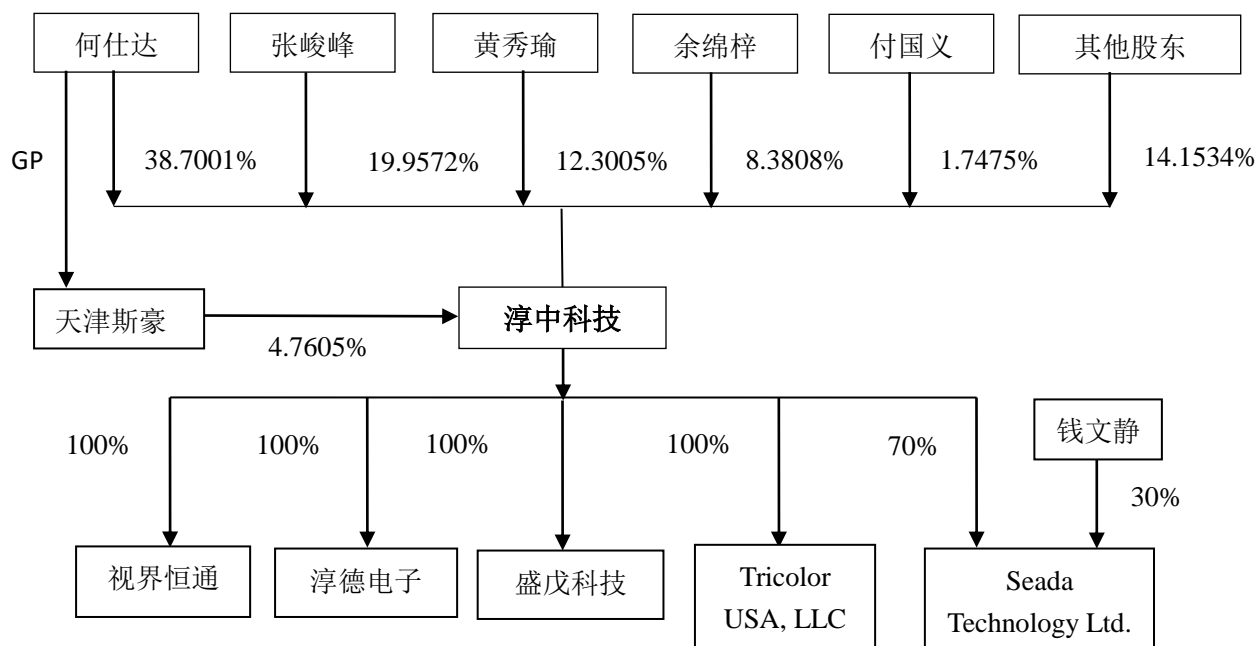 何仕达
张峻峰
黄秀瑜
余绵梓
付国义
其他股东
GP
38.7001%
19.9572%
12.3005%
8.3808%
1.7475%
14.1534%
天津斯豪
4.7605%
淳中科技
100%
100%
100%
100%
70%
钱文静
30%
视界恒通
淳德电子
盛戊科技
Tricolor
USA, LLC
Seada
Technology Ltd.